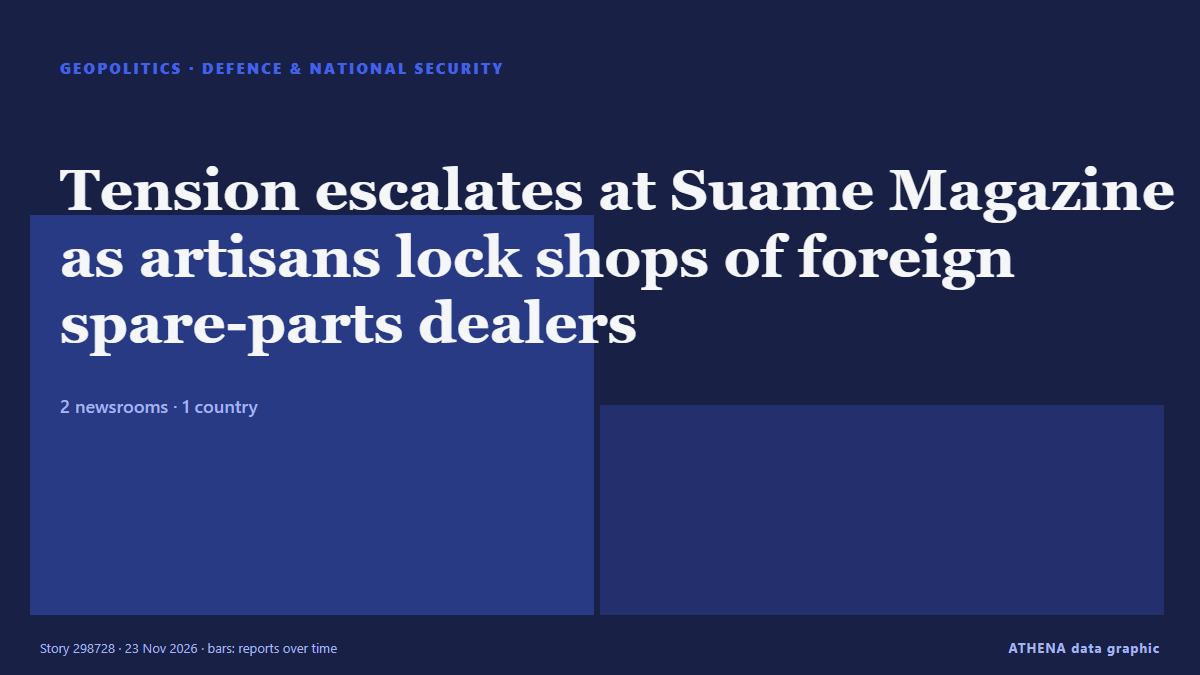 GEOPOLITICS · DEFENCE & NATIONAL SECURITY
Tension escalates at Suame Magazine
as artisans lock shops of foreign
spare-parts dealers
2 newsrooms · 1 country
Story 298728 · 23 Nov 2026 · bars: reports over time
ATHENA data graphic